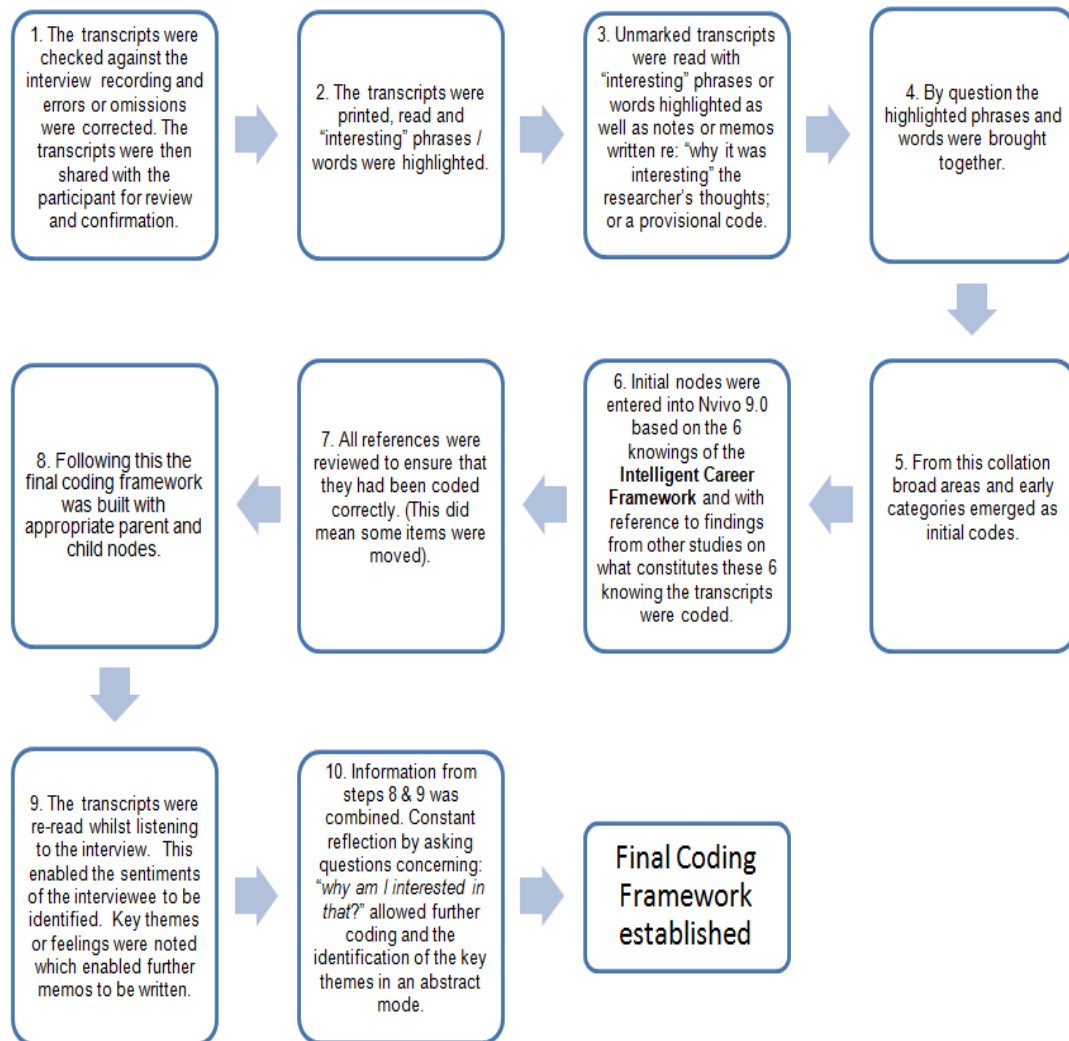 1. The transcripts were
checked against the
interview recording and
errors or omissions
were corrected. The
transcripts were then
shared with the
participant for review
and confirmation.
2. The transcripts were
printed, read and
“interesting” phrases /
words were highlighted.
3. Unmarked transcripts
were read with
“interesting” phrases or
words highlighted as
well as notes or memos
written re: “why it was
interesting” the
researcher’s thoughts;
or a provisional code.
4. By question the
highlighted phrases and
words were brought
together.
5. From this collation
broad areas and early
categories emerged as
initial codes.
6. Initial nodes were
entered into Nvivo 9.0
based on the 6
knowings of the
Intelligent Career
Framework and with
reference to findings
from other studies on
what constitutes these 6
knowing the transcripts
were coded.
7. All references were
reviewed to ensure that
they had been coded
correctly. (This did
mean some items were
moved).
8. Following this the
final coding framework
was built with
appropriate parent and
child nodes.
9. The transcripts were
re-read whilst listening
to the interview. This
enabled the sentiments
of the interviewee to be
identified. Key themes
or feelings were noted
which enabled further
memos to be written.
10. Information from
steps 8 & 9 was
combined. Constant
reflection by asking
questions concerning:
“why am I interested in
that?” allowed further
coding and the
identification of the key
themes in an abstract
mode.
Final Coding
Framework
established